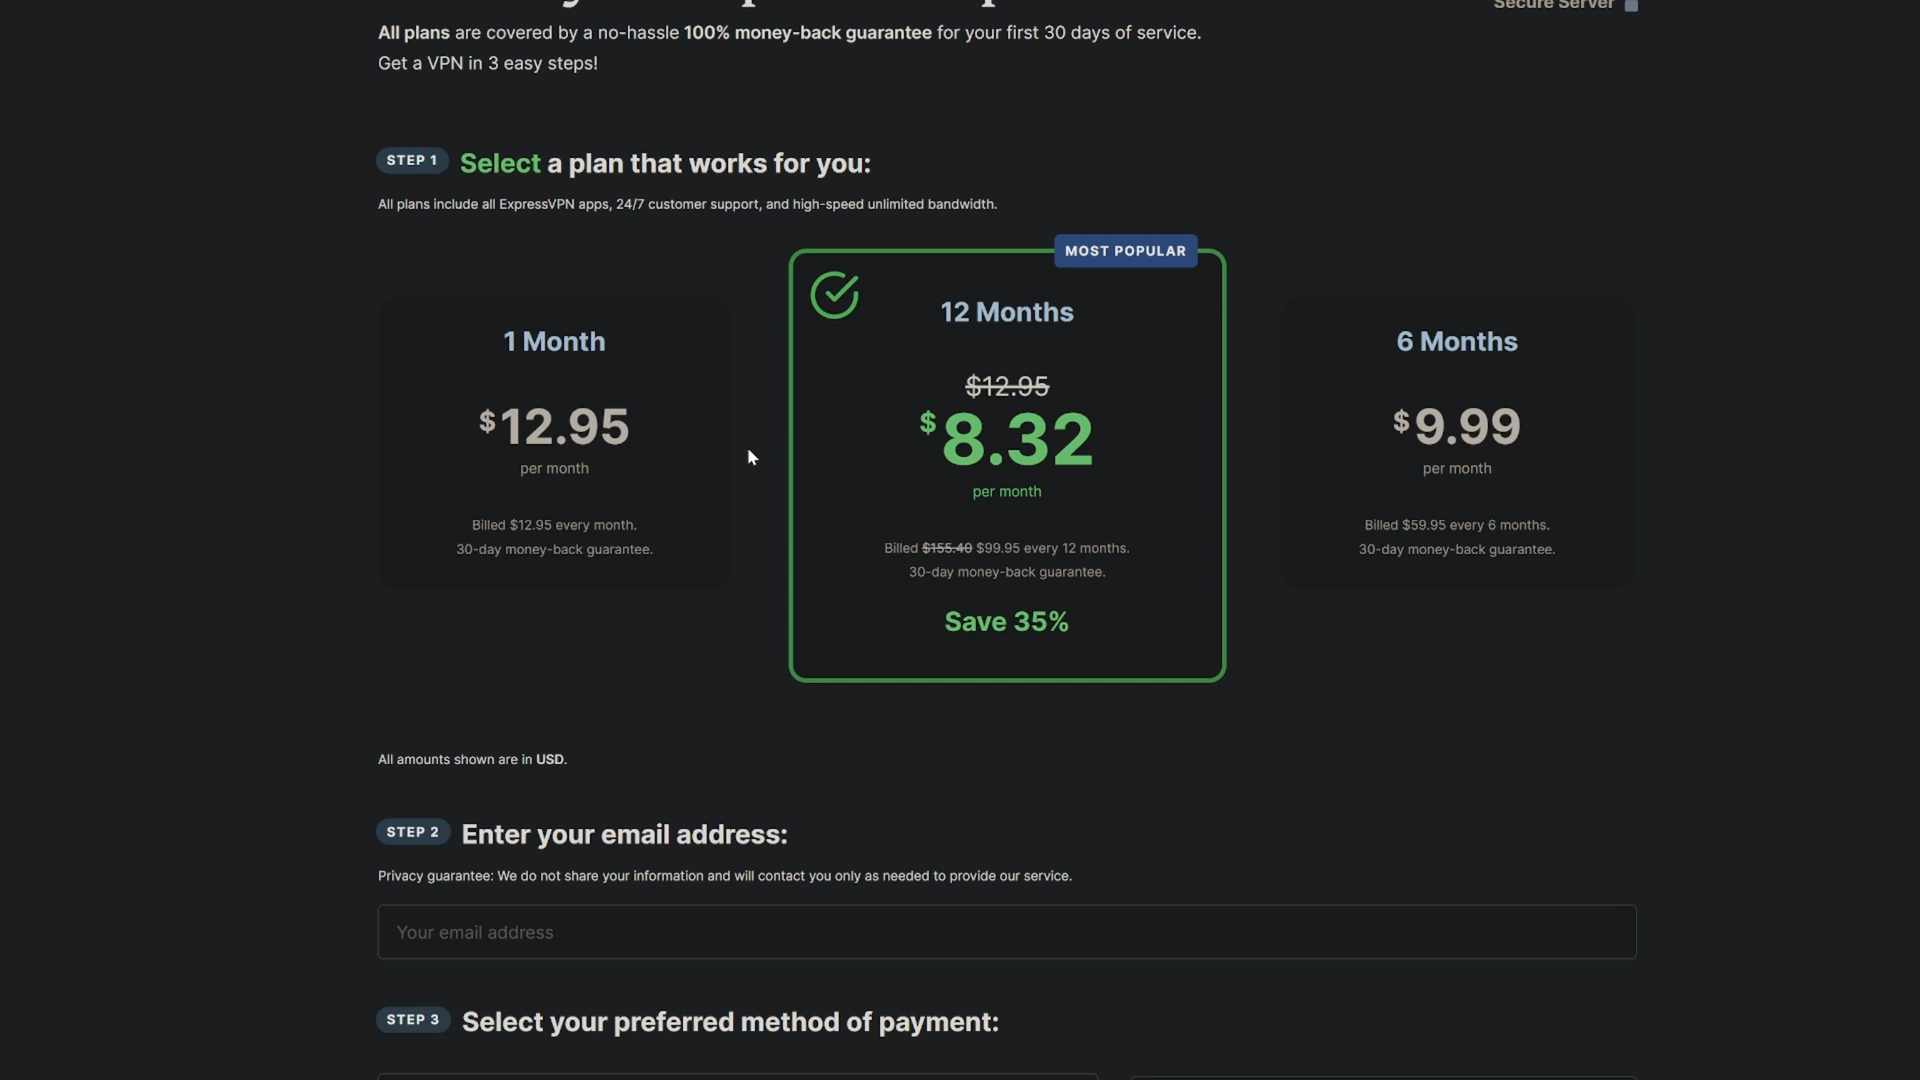 Secure Server
All plans are covered by a no-hassle 100% money-back guarantee for your first 30 days of service.
Get a VPN in 3 easy steps!
STEP 1 Select a plan that works for you:
All plans include all ExpressVPN apps, 24/7 customer support, and high-speed unlimited bandwidth.
1 Month
$12.95
per month
Billed $12.95 every month.
30-day money-back guarantee.
MOST POPULAR
12 Months
$12.95
$8.32
per month
Billed $155.40 $99.95 every 12 months.
30-day money-back guarantee.
Save 35%
6 Months
$9.99
per month
Billed $59.95 every 6 months.
30-day money-back guarantee.
All amounts shown are in USD.
STEP 2 Enter your email address:
Privacy guarantee: We do not share your information and will contact you only as needed to provide our service.
Your email address
STEP 3 Select your preferred method of payment: